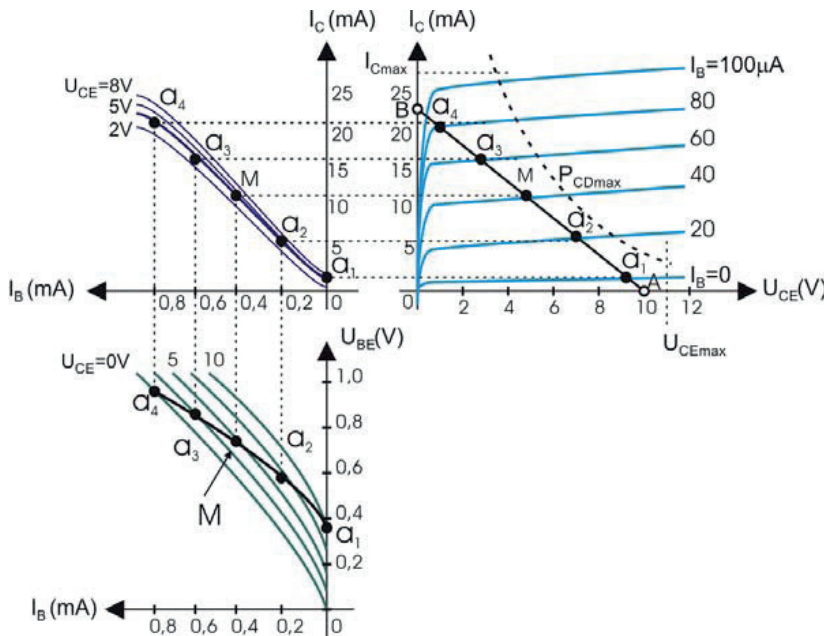 I_C (mA)
U_CE=8V
5V
2V
a₄
a₃
M
a₂
a₁
25
20
15
10
5
0
I_B (mA)
0,8
0,6
0,4
0,2
I_C (mA)
I_Cmax
25
B
20
15
10
5
0
a₄
a₃
M
a₂
a₁
A
P_CDmax
I_B=100μA
80
60
40
20
I_B=0
2
4
6
8
10
12
U_CE(V)
U_CEmax
U_BE(V)
U_CE=0V
5
10
a₄
a₃
M
a₂
a₁
1,0
0,8
0,6
0,4
0,2
0
I_B (mA)
0,8
0,6
0,4
0,2